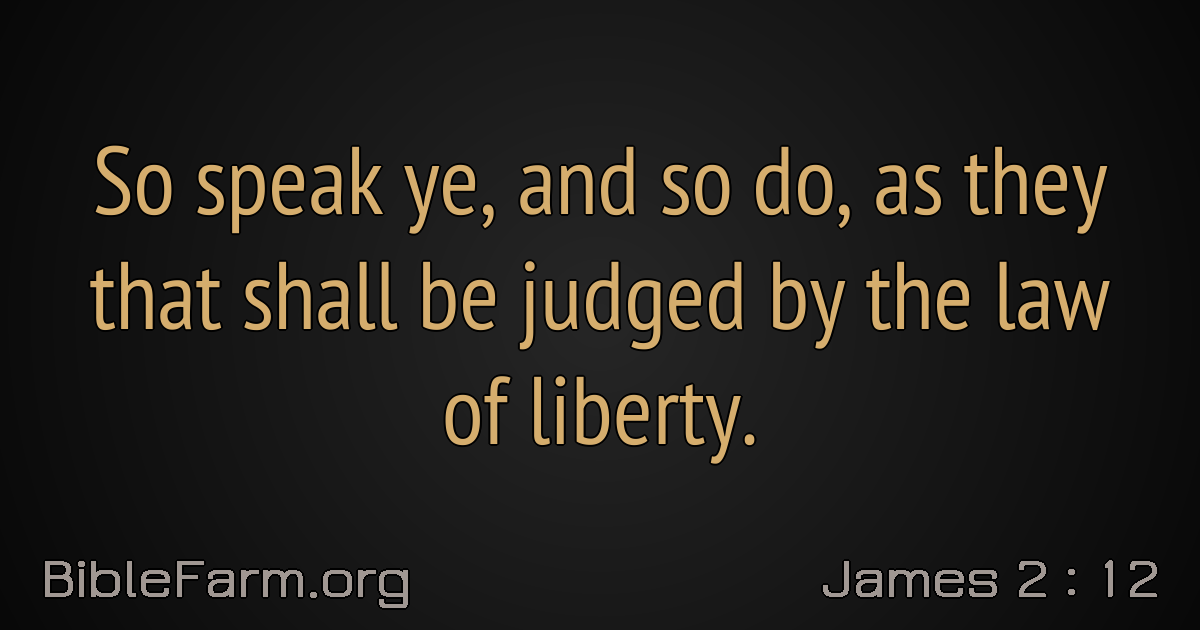 So speak ye, and so do, as they
that shall be judged by the law
of liberty.
BibleFarm.org
James 2 : 12